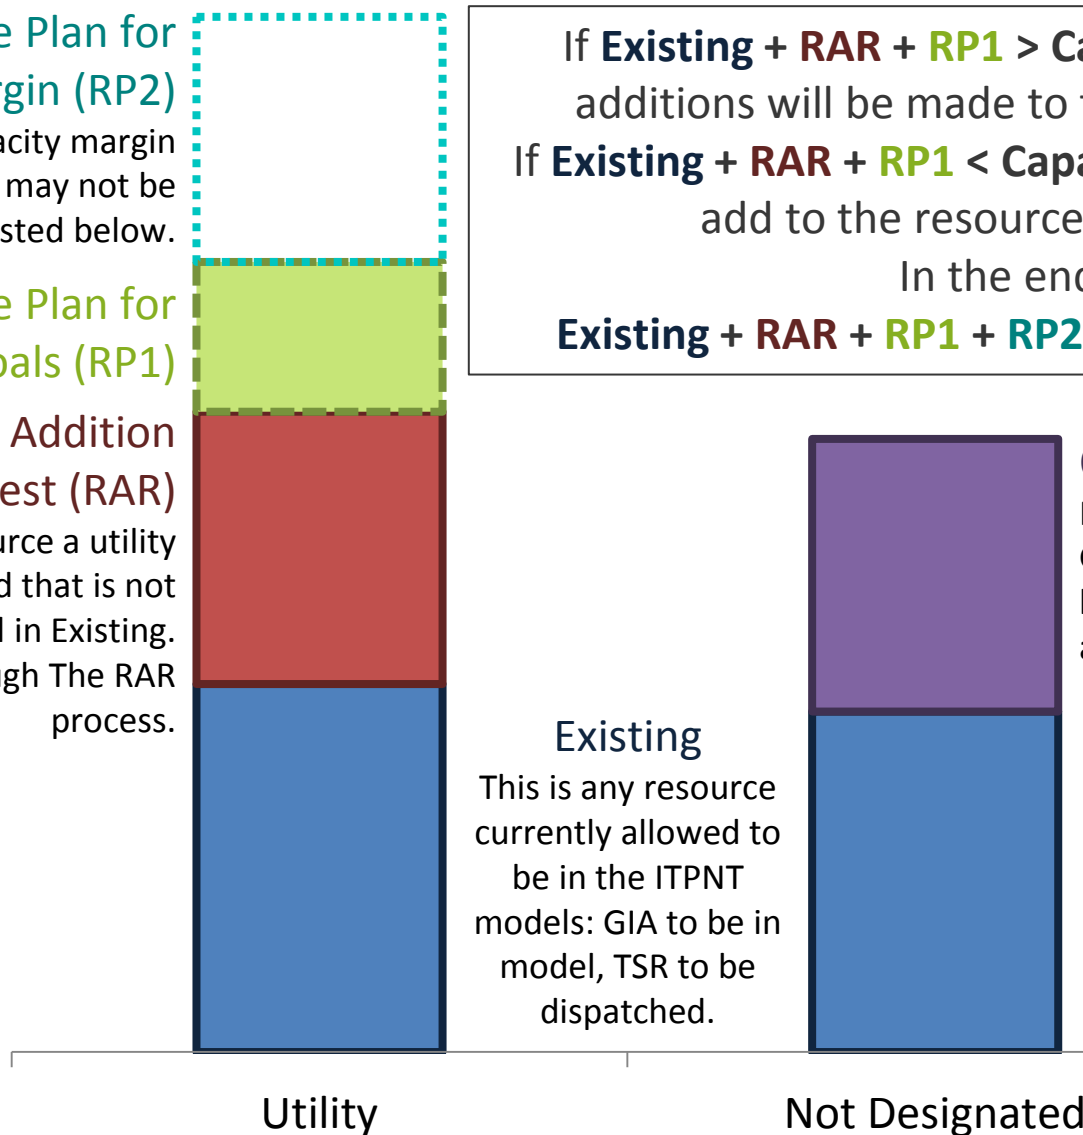 e Plan for
rgin (RP2)
acity margin
may not be
sted below.
e Plan for
oals (RP1)
Addition
est (RAR)
urce a utility
d that is not
d in Existing.
ugh The RAR
process.
If Existing + RAR + RP1 > Ca
additions will be made to t
If Existing + RAR + RP1 < Capa
add to the resource
In the end
Existing + RAR + RP1 + RP2
Existing
This is any resource
currently allowed to
be in the ITPNT
models: GIA to be in
model, TSR to be
dispatched.
Utility
Not Designated